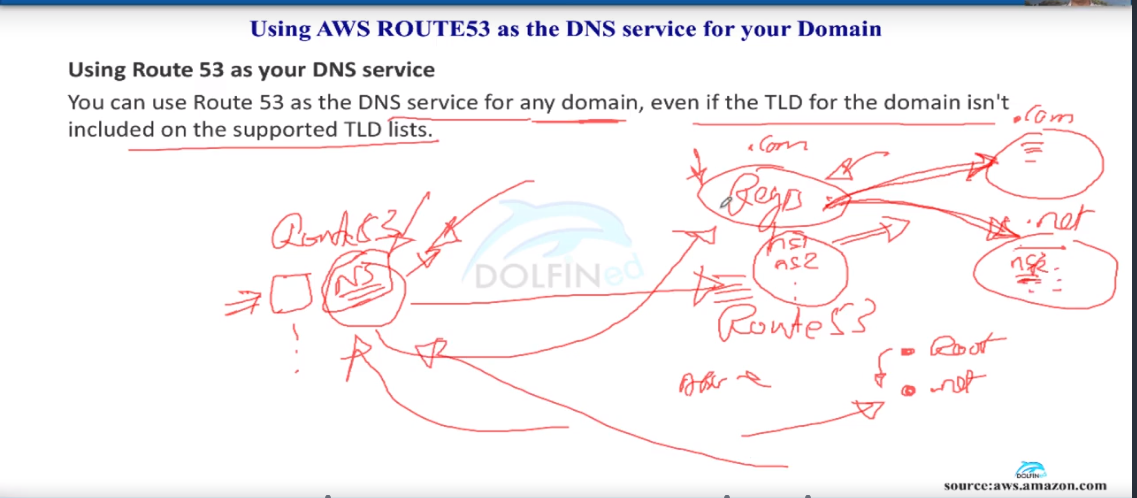 Using AWS ROUTE53 as the DNS service for your Domain
Using Route 53 as your DNS service
You can use Route 53 as the DNS service for any domain, even if the TLD for the domain isn't
included on the supported TLD lists.
.com
.com
Route53
NS
DOLFINed
ns1
ns2
.net
Route53
Root
.net
DOLFINed
source:aws.amazon.com